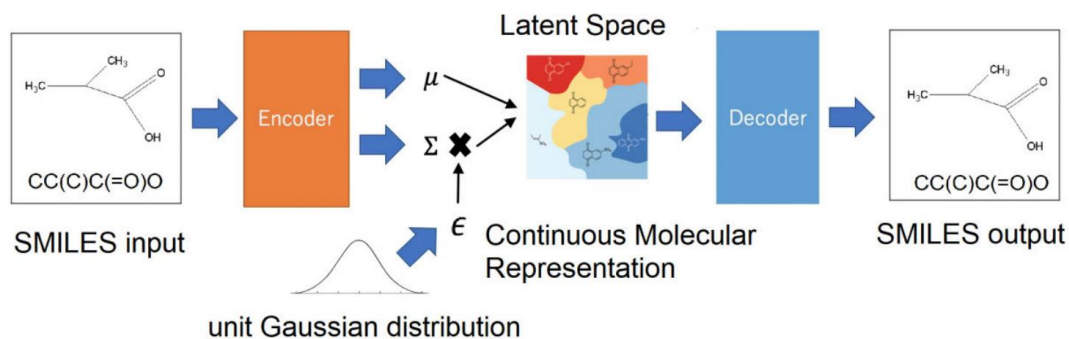 Latent Space
CH₃
H₃C
O
OH
CC(C)C(=O)O
SMILES input
Encoder
μ
Σ
ϵ
unit Gaussian distribution
Continuous Molecular
Representation
Decoder
CH₃
H₃C
O
OH
CC(C)C(=O)O
SMILES output